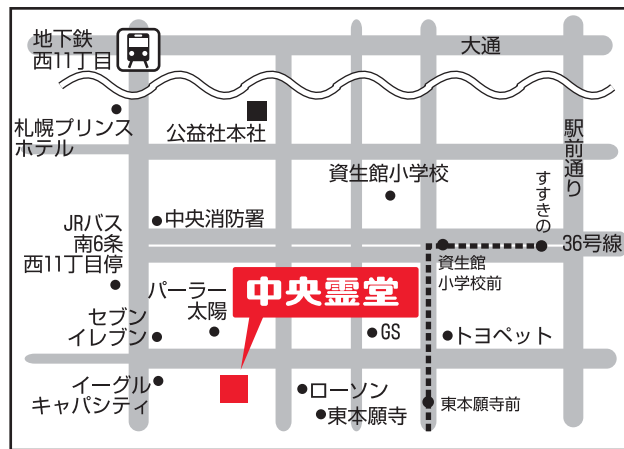 地下鉄
西11丁目
大通
札幌プリンス
ホテル
公益社本社
駅前通り
資生館小学校
すすきの
中央消防署
JRバス
南6条
西11丁目停
36号線
資生館
小学校前
中央霊堂
パーラー
太陽
セブン
イレブン
GS
トヨペット
イーグル
キャパシティ
ローソン
東本願寺
東本願寺前